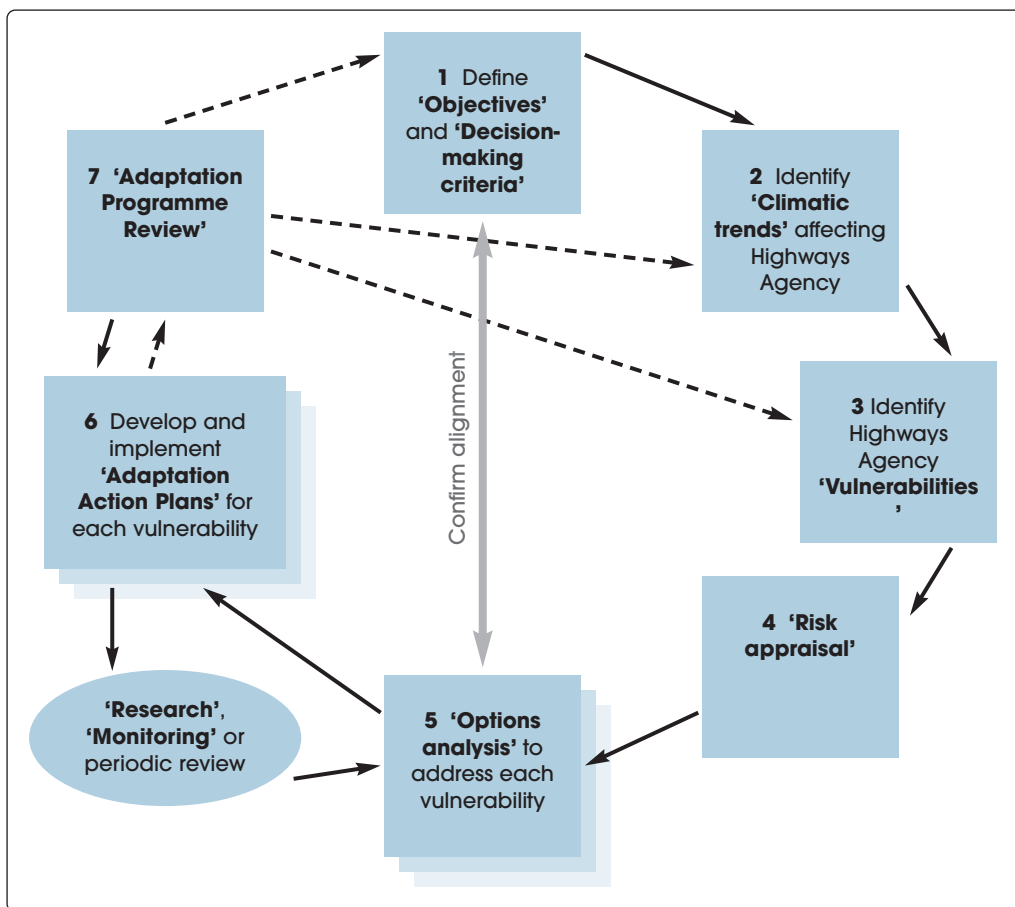 1 Define
‘Objectives’
and ‘Decision-
making
criteria’
2 Identify
‘Climatic
trends’ affecting
Highways
Agency
3 Identify
Highways
Agency
‘Vulnerabilities
’
4 ‘Risk
appraisal’
5 ‘Options
analysis’ to
address each
vulnerability
6 Develop and
implement
‘Adaptation
Action Plans’ for
each vulnerability
‘Research’,
‘Monitoring’ or
periodic review
7 ‘Adaptation
Programme
Review’
Confirm alignment